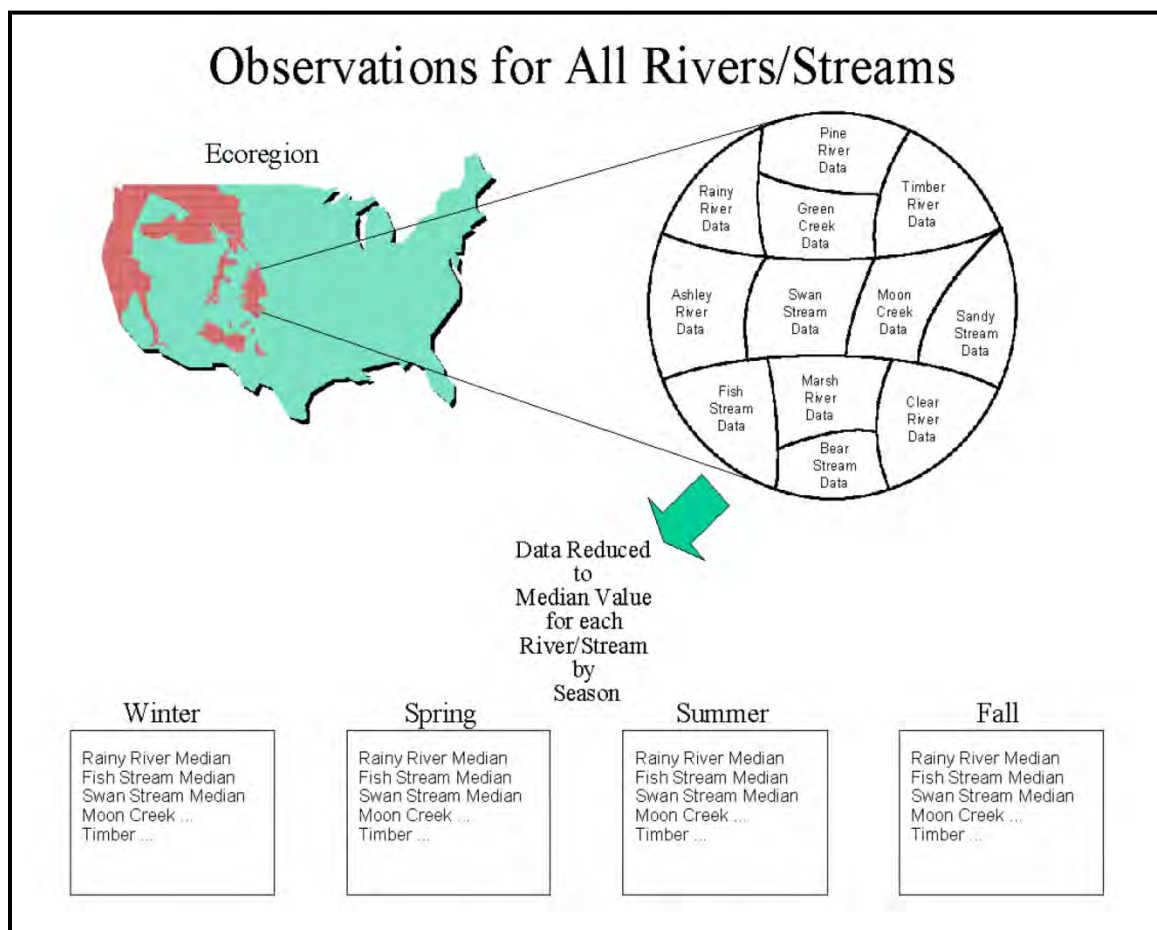 Observations for All Rivers/Streams
Ecoregion
Pine
River
Data
Rainy
River
Data
Green
Creek
Data
Timber
River
Data
Ashley
River
Data
Swan
Stream
Data
Moon
Creek
Data
Sandy
Stream
Data
Fish
Stream
Data
Marsh
River
Data
Clear
River
Data
Bear
Stream
Data
Data Reduced
to
Median Value
for each
River/Stream
by
Season
Winter
Rainy River Median
Fish Stream Median
Swan Stream Median
Moon Creek ...
Timber ...
Spring
Rainy River Median
Fish Stream Median
Swan Stream Median
Moon Creek ...
Timber ...
Summer
Rainy River Median
Fish Stream Median
Swan Stream Median
Moon Creek ...
Timber ...
Fall
Rainy River Median
Fish Stream Median
Swan Stream Median
Moon Creek ...
Timber ...